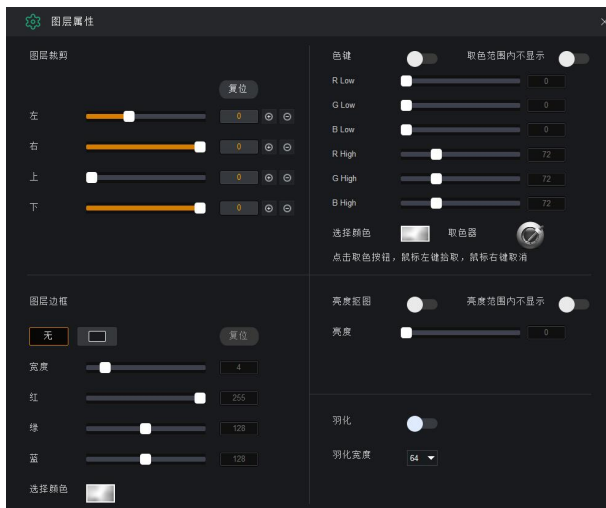 图层属性
图层裁剪
复位
左 0
右 0
上 0
下 0
色键 取色范围内不显示
R Low 0
G Low 0
B Low 0
R High 72
G High 72
B High 72
选择颜色 取色器
点击取色按钮，鼠标左键拾取，鼠标右键取消
图层边框
无 复位
宽度 4
红 255
绿 128
蓝 128
选择颜色
亮度抠图 亮度范围内不显示
亮度 0
羽化
羽化宽度 64